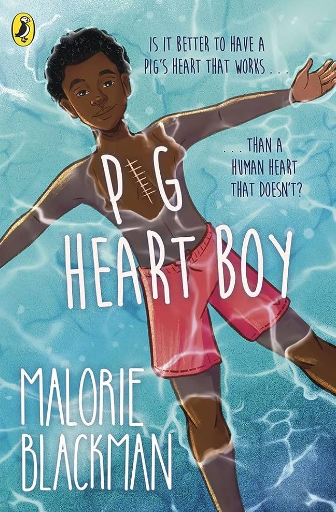 IS IT BETTER TO HAVE A
PIG'S HEART THAT WORKS . . .
. . . THAN A
HUMAN HEART
THAT DOESN'T?
PIG
HEART BOY
MALORIE
BLACKMAN